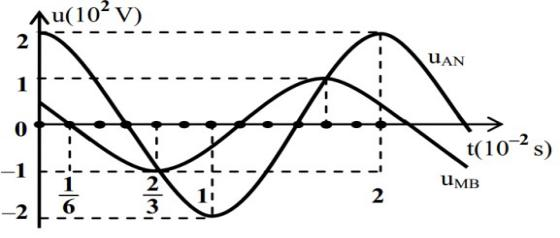 u(10² V)
2
u_AN
1
0
t(10⁻² s)
−1
1/6
2/3
1
2
u_MB
−2